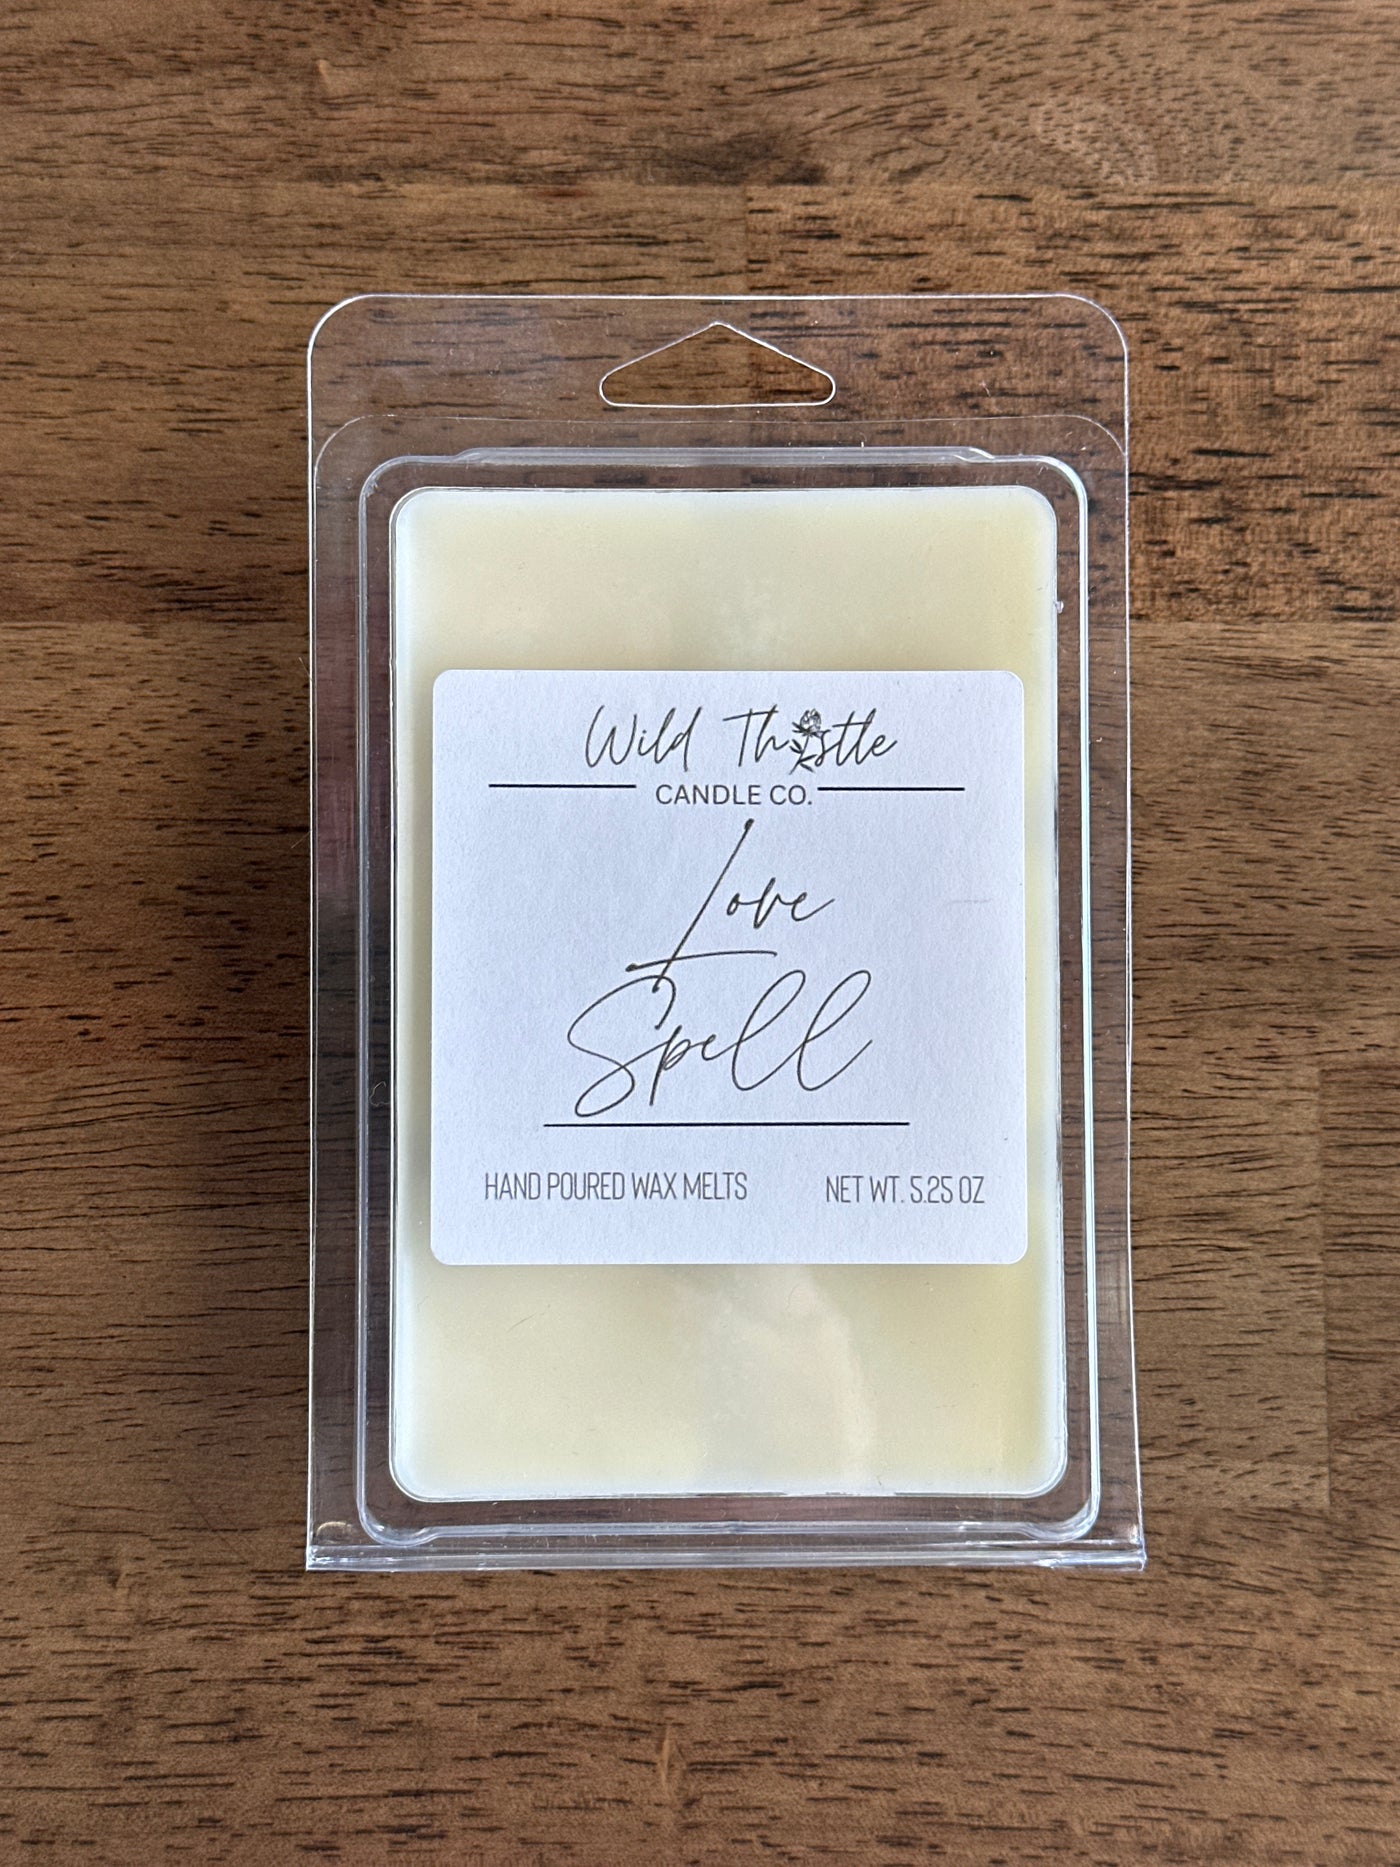 Wild Thistle
CANDLE CO.
Love
Spell
HAND POURED WAX MELTS
NET WT. 5.25 OZ